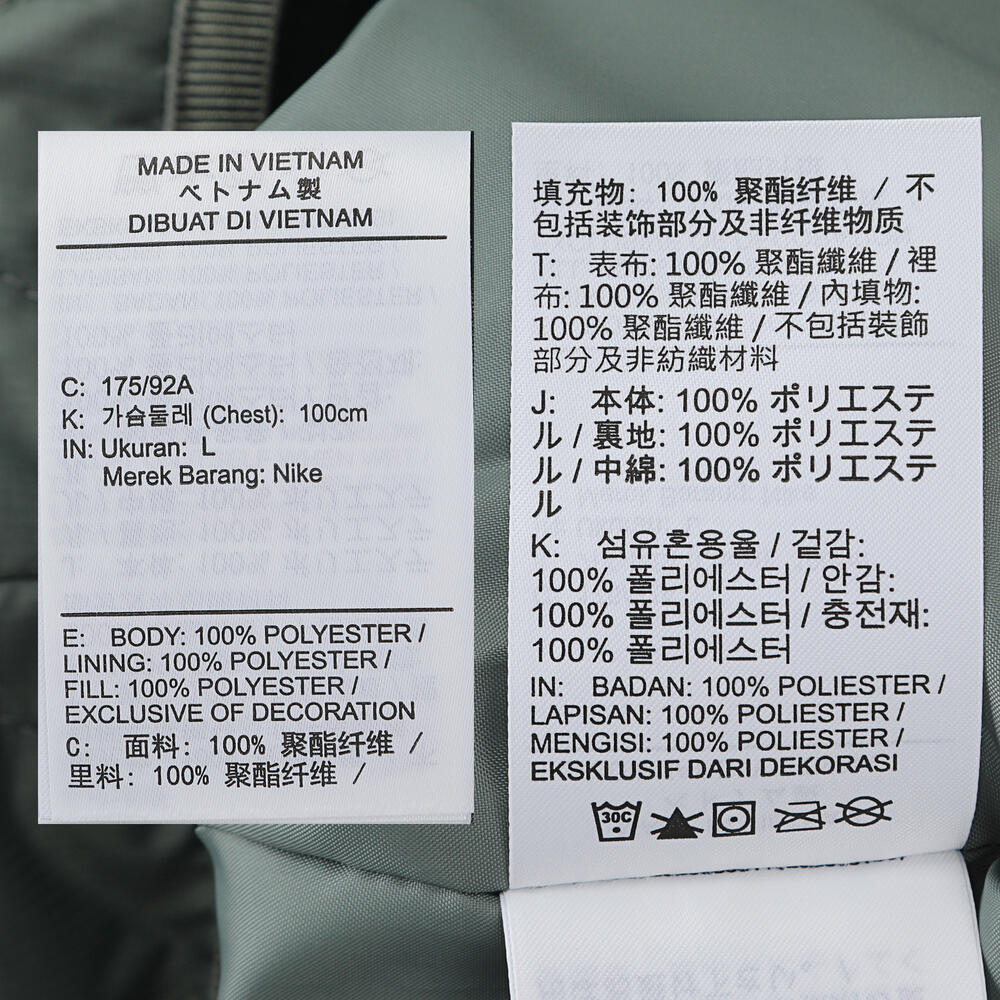 MADE IN VIETNAM
ベトナム製
DIBUAT DI VIETNAM
C: 175/92A
K: 가슴둘레 (Chest): 100cm
IN: Ukuran: L
Merek Barang: Nike
E: BODY: 100% POLYESTER /
LINING: 100% POLYESTER /
FILL: 100% POLYESTER /
EXCLUSIVE OF DECORATION
C: 面料: 100% 聚酯纤维 /
里料: 100% 聚酯纤维 /
填充物: 100% 聚酯纤维 / 不
包括装饰部分及非纤维物质
T: 表布: 100% 聚酯纖維 / 裡
布: 100% 聚酯纖維 / 內填物:
100% 聚酯纖維 / 不包括裝飾
部分及非紡織材料
J: 本体: 100% ポリエステ
ル / 裏地: 100% ポリエステ
ル / 中綿: 100% ポリエステ
ル
K: 섬유혼용율 / 겉감:
100% 폴리에스터 / 안감:
100% 폴리에스터 / 충전재:
100% 폴리에스터
IN: BADAN: 100% POLIESTER /
LAPISAN: 100% POLIESTER /
MENGISI: 100% POLIESTER /
EKSKLUSIF DARI DEKORASI
30C